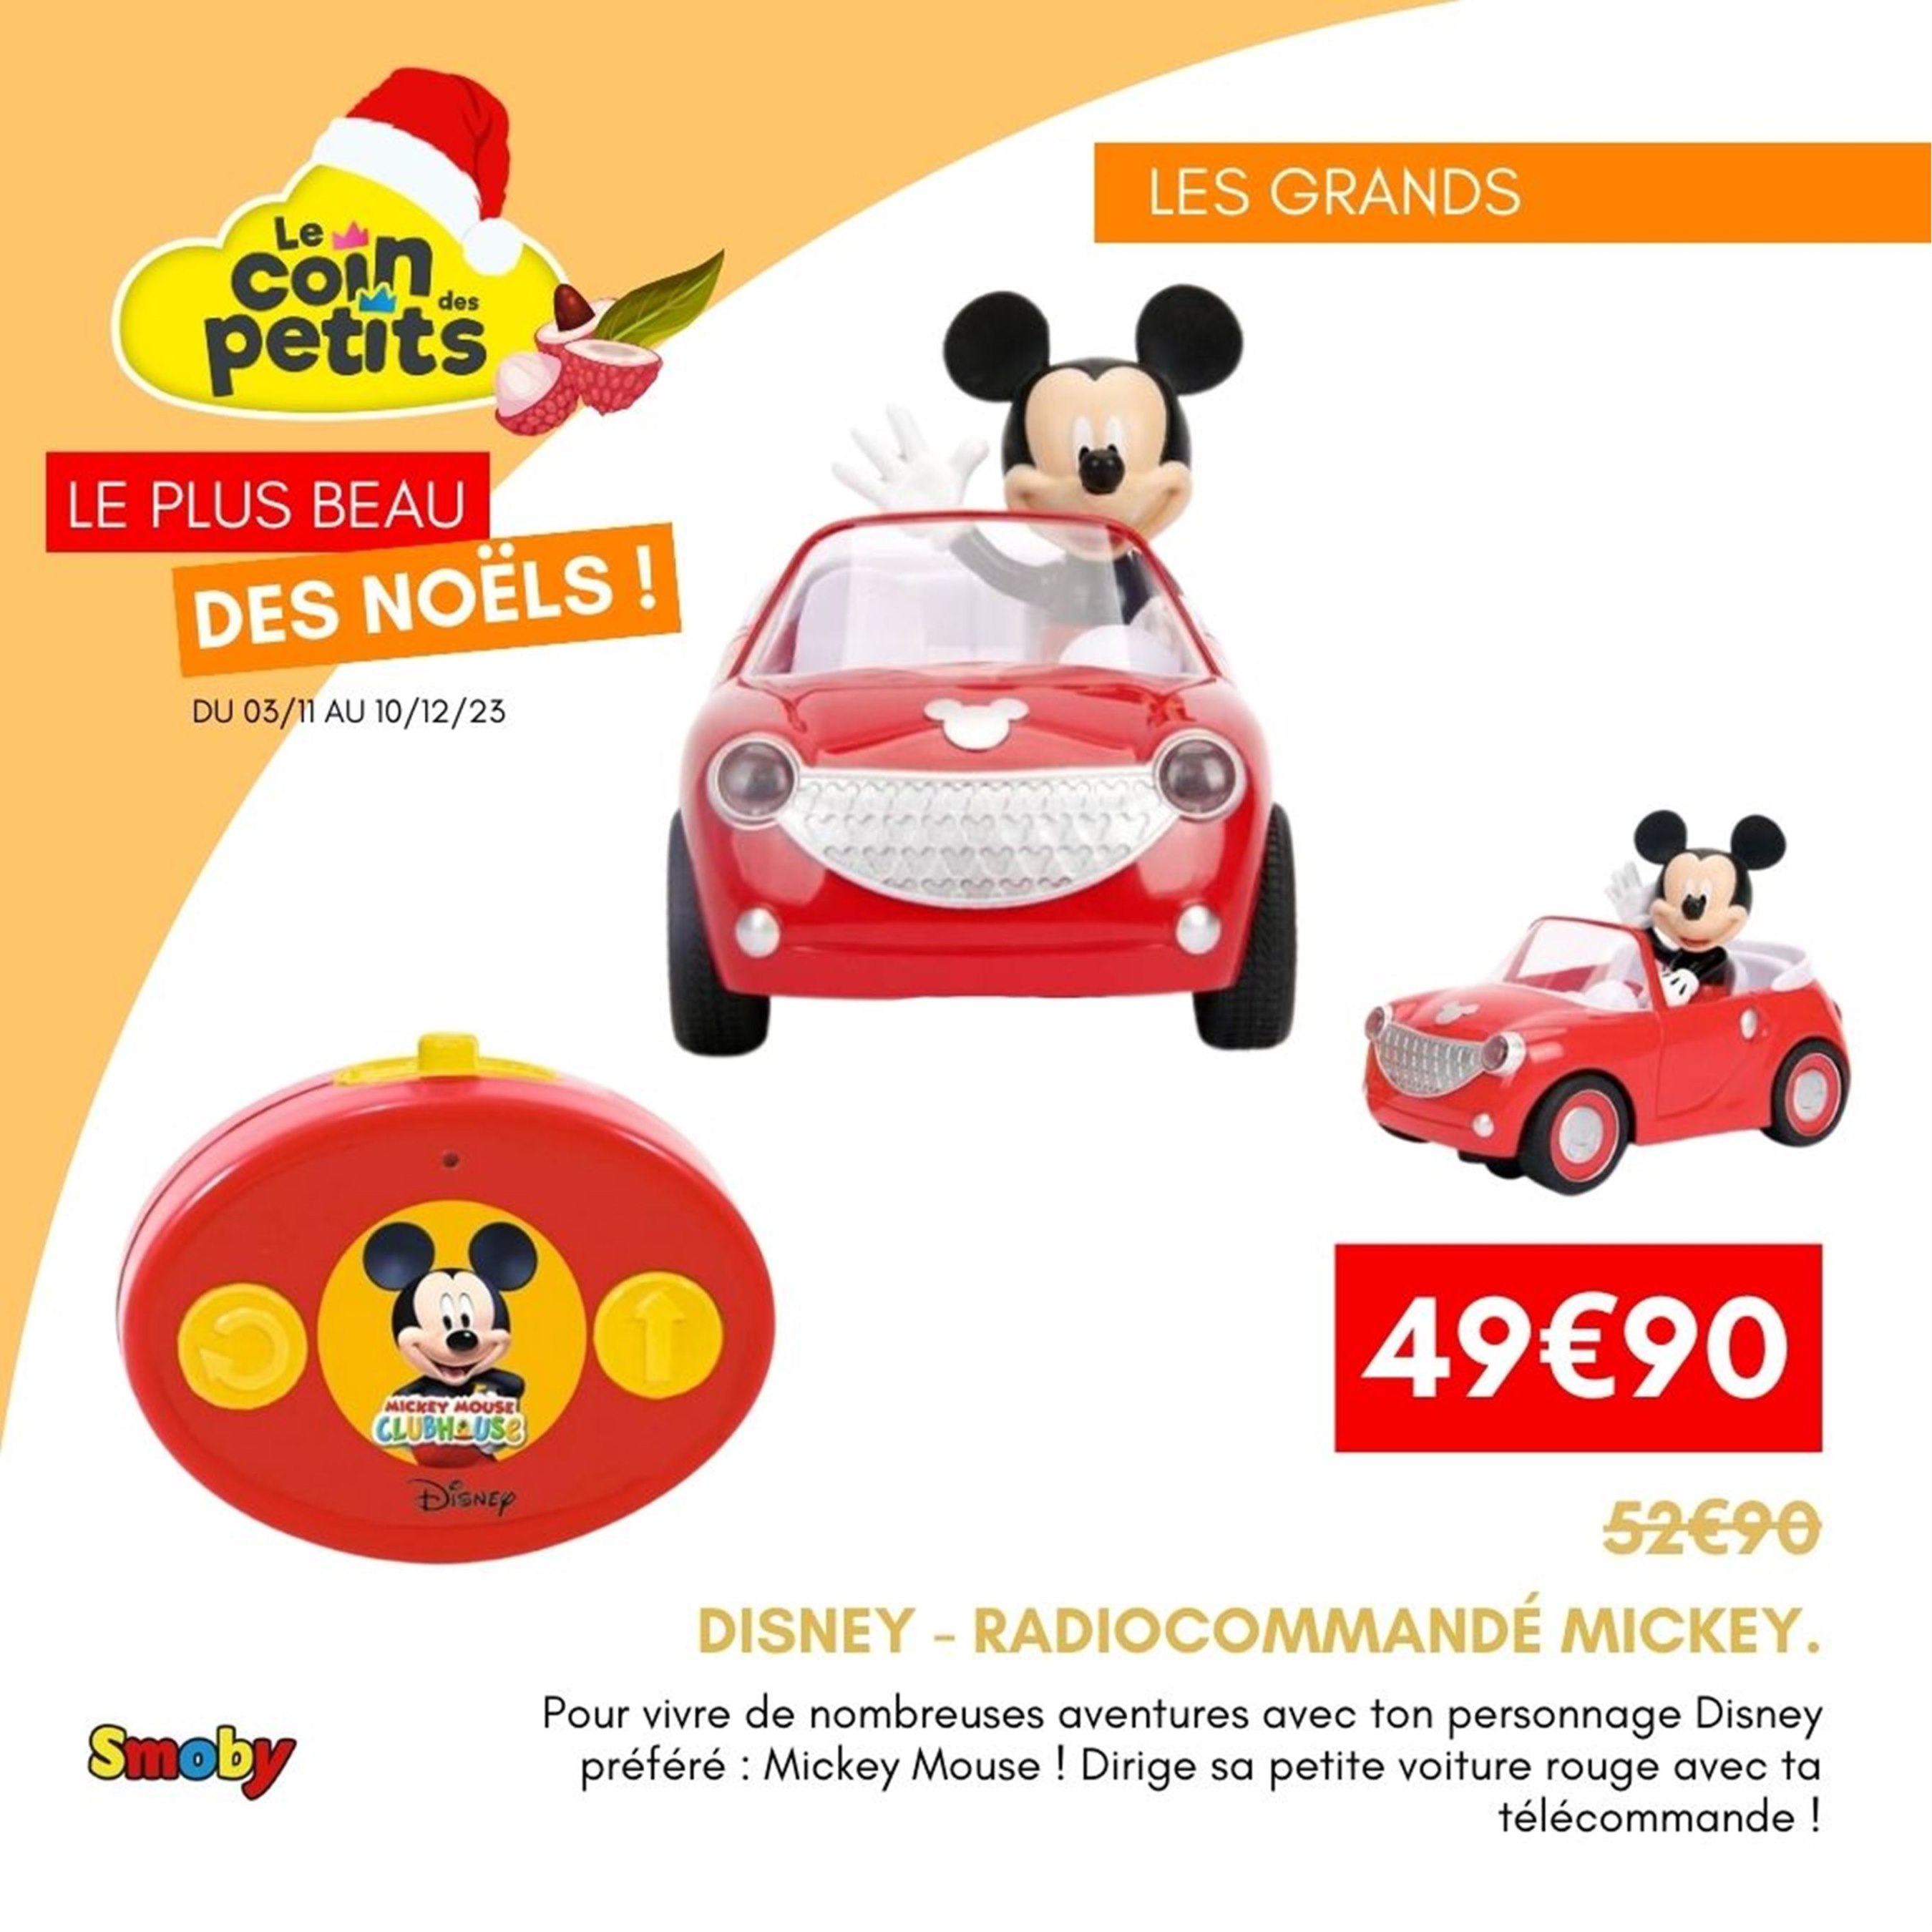 Le
coin
des
petits
LE PLUS BEAU
DES NOËLS !
DU 03/11 AU 10/12/23
LES GRANDS
MICKEY MOUSE
CLUBHOUSE
Disney
49€90
52€90
DISNEY - RADIOCOMMANDÉ MICKEY.
Smoby
Pour vivre de nombreuses aventures avec ton personnage Disney
préféré : Mickey Mouse ! Dirige sa petite voiture rouge avec ta
télécommande !